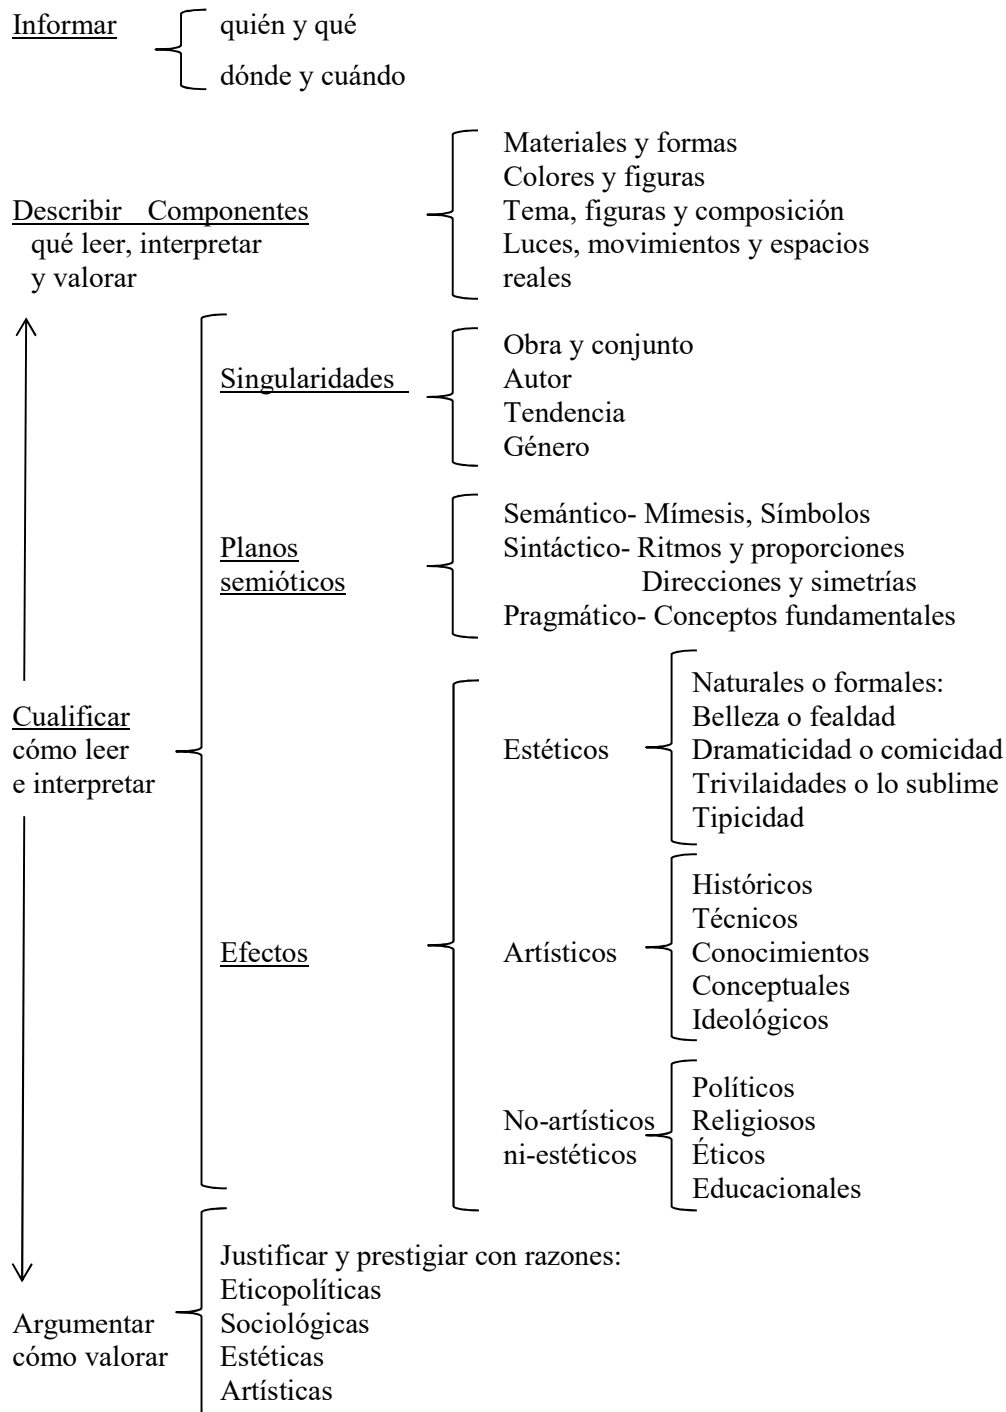 Informar
quién y qué
dónde y cuándo
Describir Componentes
qué leer, interpretar
y valorar
Materiales y formas
Colores y figuras
Tema, figuras y composición
Luces, movimientos y espacios
reales
Singularidades
Obra y conjunto
Autor
Tendencia
Género
Planos
semióticos
Semántico- Mímesis, Símbolos
Sintáctico- Ritmos y proporciones
Direcciones y simetrías
Pragmático- Conceptos fundamentales
Cualificar
cómo leer
e interpretar
Efectos
Estéticos
Naturales o formales:
Belleza o fealdad
Dramaticidad o comicidad
Trivilaidades o lo sublime
Tipicidad
Artísticos
Históricos
Técnicos
Conocimientos
Conceptuales
Ideológicos
No-artísticos
ni-estéticos
Políticos
Religiosos
Éticos
Educacionales
Argumentar
cómo valorar
Justificar y prestigiar con razones:
Eticopolíticas
Sociológicas
Estéticas
Artísticas